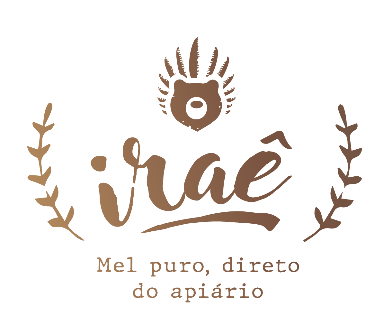 iraê
Mel puro, direto
do apiário